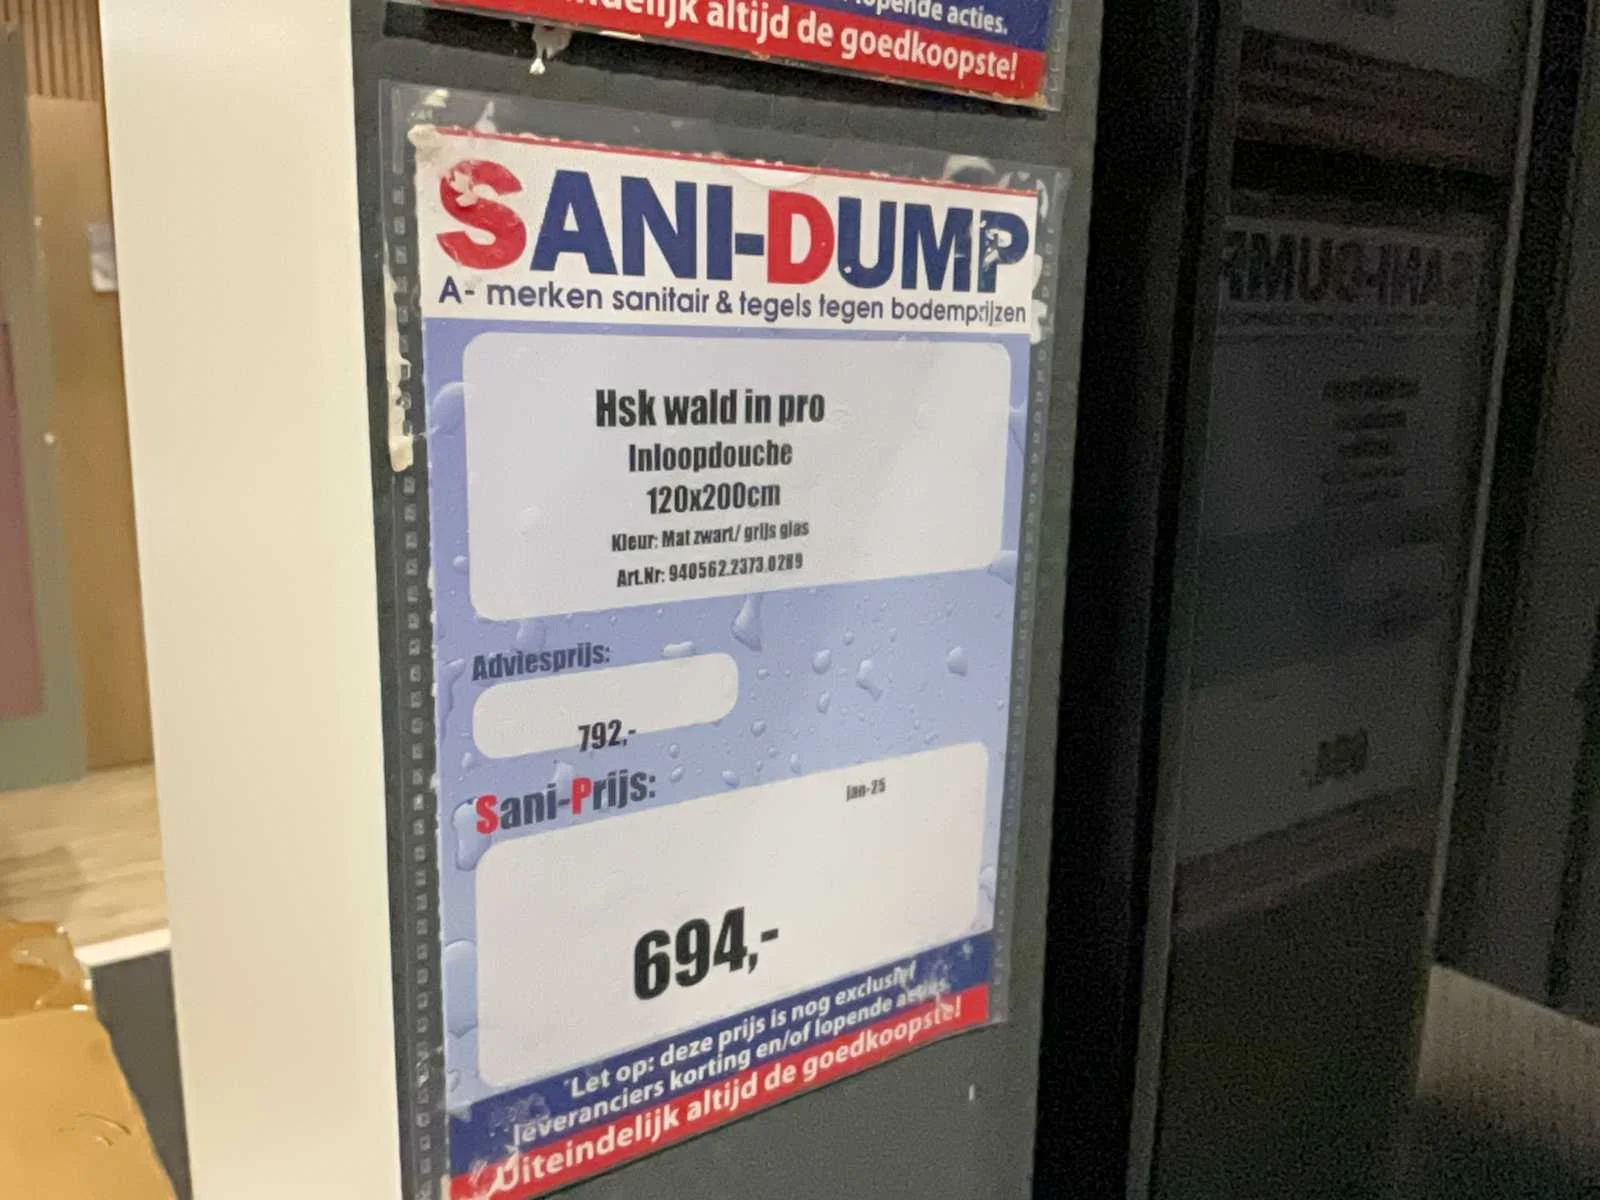 lopende acties.
altijd de goedkoopste!
SANI-DUMP
A- merken sanitair & tegels tegen bodemprijzen
Hsk wald in pro
Inloopdouche
120x200cm
Kleur: Mat zwart/ grijs glas
Art.Nr: 940562.2373.0289
Adviesprijs:
792,-
Sani-Prijs:
jan-25
694,-
*Let op: deze prijs is nog exclusief
leveranciers korting en/of lopende acties.
Uiteindelijk altijd de goedkoopste!